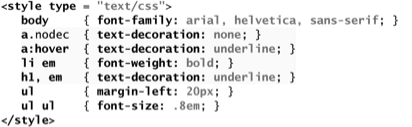 <style type = "text/css">
body { font-family: arial, helvetica, sans-serif; }
a.nodec { text-decoration: none; }
a:hover { text-decoration: underline; }
li em { font-weight: bold; }
h1, em { text-decoration: underline; }
ul { margin-left: 20px; }
ul ul { font-size: .8em; }
</style>